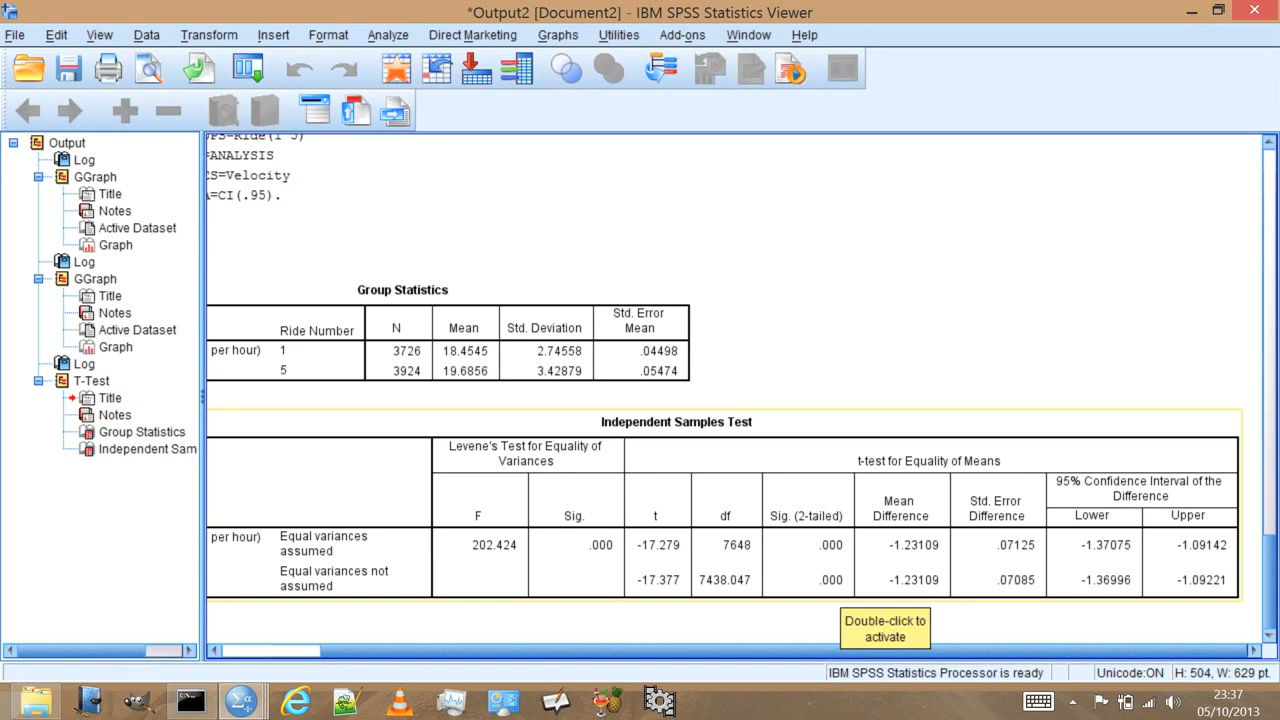 *Output2 [Document2] - IBM SPSS Statistics Viewer
File Edit View Data Transform Insert Format Analyze Direct Marketing Graphs Utilities Add-ons Window Help
Output
Log
GGraph
Title
Notes
Active Dataset
Graph
Log
GGraph
Title
Notes
Active Dataset
Graph
Log
T-Test
Title
Notes
Group Statistics
Independent Sam
=ANALYSIS
CS=Velocity
A=CI(.95).
Group Statistics
Ride Number N Mean Std. Deviation Std. Error Mean
per hour) 1 3726 18.4545 2.74558 .04498
5 3924 19.6856 3.42879 .05474
Independent Samples Test
Levene's Test for Equality of Variances
t-test for Equality of Means
95% Confidence Interval of the Difference
F Sig. t df Sig. (2-tailed) Mean Difference Std. Error Difference Lower Upper
per hour) Equal variances assumed 202.424 .000 -17.279 7648 .000 -1.23109 .07125 -1.37075 -1.09142
Equal variances not assumed -17.377 7438.047 .000 -1.23109 .07085 -1.36996 -1.09221
Double-click to activate
IBM SPSS Statistics Processor is ready
Unicode:ON H: 504, W: 629 pt.
23:37
05/10/2013